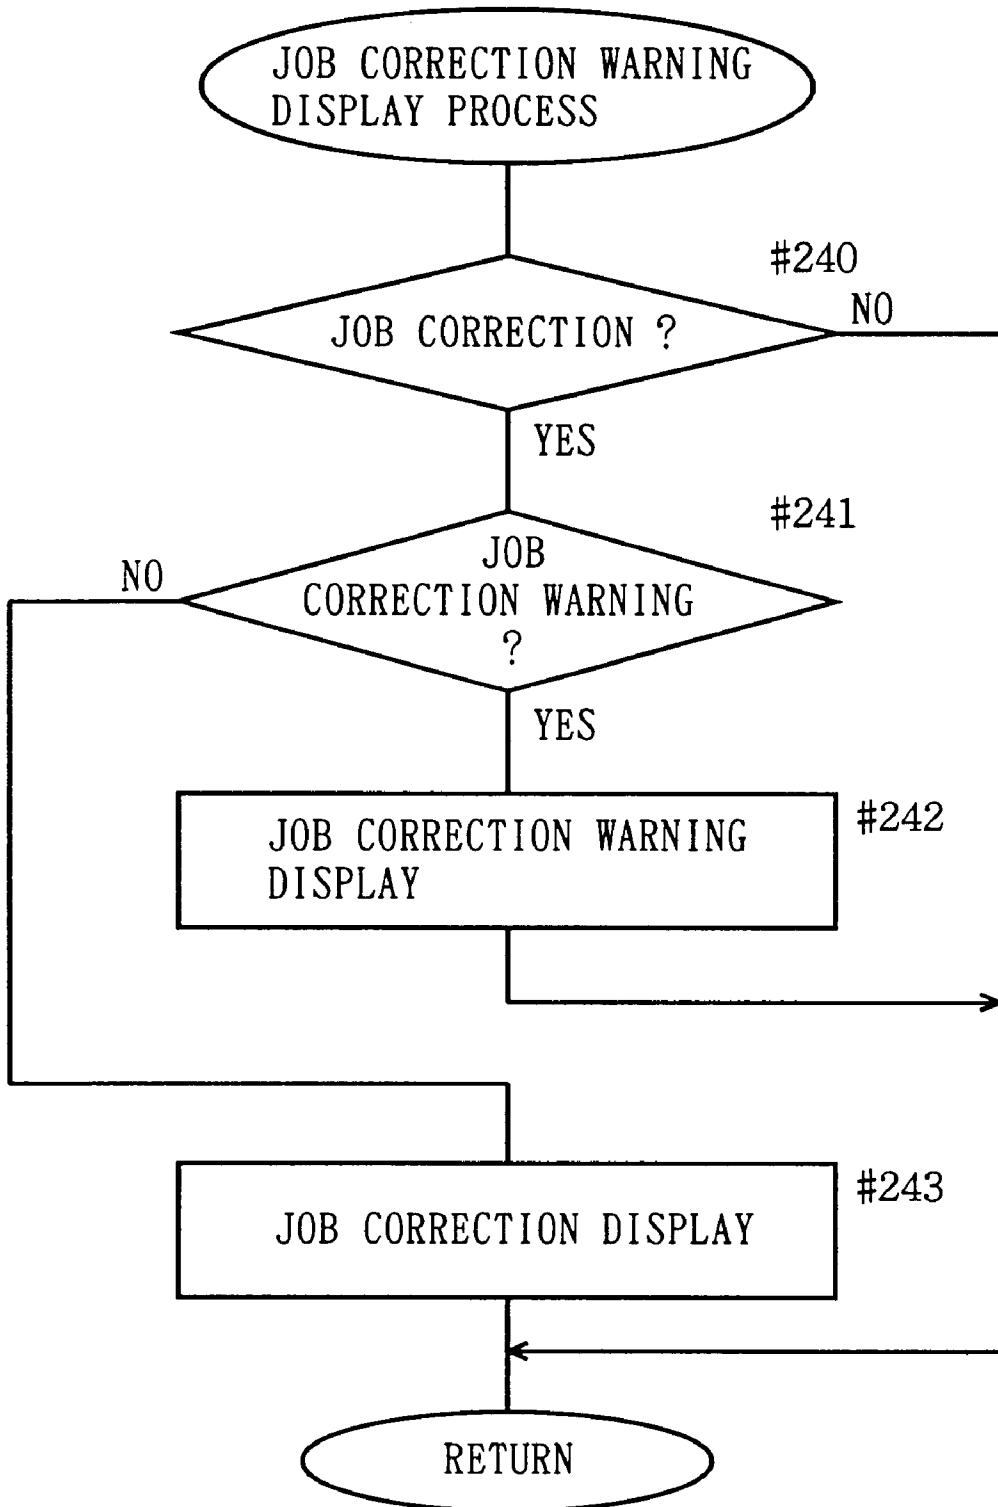 JOB CORRECTION WARNING
DISPLAY PROCESS
#240
JOB CORRECTION ?
NO
YES
#241
JOB
CORRECTION WARNING
?
NO
YES
#242
JOB CORRECTION WARNING
DISPLAY
#243
JOB CORRECTION DISPLAY
RETURN